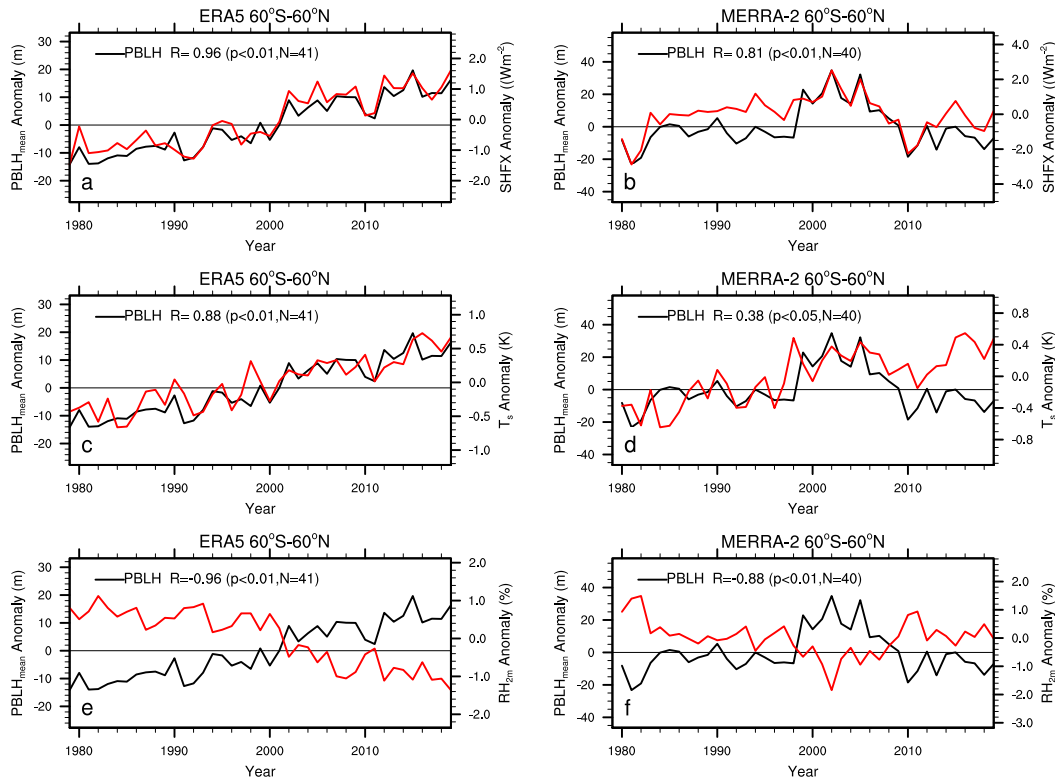 ERA5 60°S-60°N
PBLH R= 0.96 (p<0.01,N=41)
PBLHmean Anomaly (m)
30
20
10
0
-10
-20
2.0
1.0
0.0
-1.0
-2.0
SHFX Anomaly (Wm-2)
a
1980 1990 2000 2010
Year
MERRA-2 60°S-60°N
PBLH R= 0.81 (p<0.01,N=40)
PBLHmean Anomaly (m)
40
20
0
-20
-40
4.0
2.0
0.0
-2.0
-4.0
SHFX Anomaly (Wm-2)
b
1980 1990 2000 2010
Year
ERA5 60°S-60°N
PBLH R= 0.88 (p<0.01,N=41)
PBLHmean Anomaly (m)
30
20
10
0
-10
-20
1.0
0.5
0.0
-0.5
-1.0
Ts Anomaly (K)
c
1980 1990 2000 2010
Year
MERRA-2 60°S-60°N
PBLH R= 0.38 (p<0.05,N=40)
PBLHmean Anomaly (m)
40
20
0
-20
-40
0.8
0.4
0.0
-0.4
-0.8
Ts Anomaly (K)
d
1980 1990 2000 2010
Year
ERA5 60°S-60°N
PBLH R=-0.96 (p<0.01,N=41)
PBLHmean Anomaly (m)
30
20
10
0
-10
-20
2.0
1.0
0.0
-1.0
-2.0
RH2m Anomaly (%)
e
1980 1990 2000 2010
Year
MERRA-2 60°S-60°N
PBLH R=-0.88 (p<0.01,N=40)
PBLHmean Anomaly (m)
40
20
0
-20
-40
2.0
1.0
0.0
-1.0
-2.0
-3.0
RH2m Anomaly (%)
f
1980 1990 2000 2010
Year